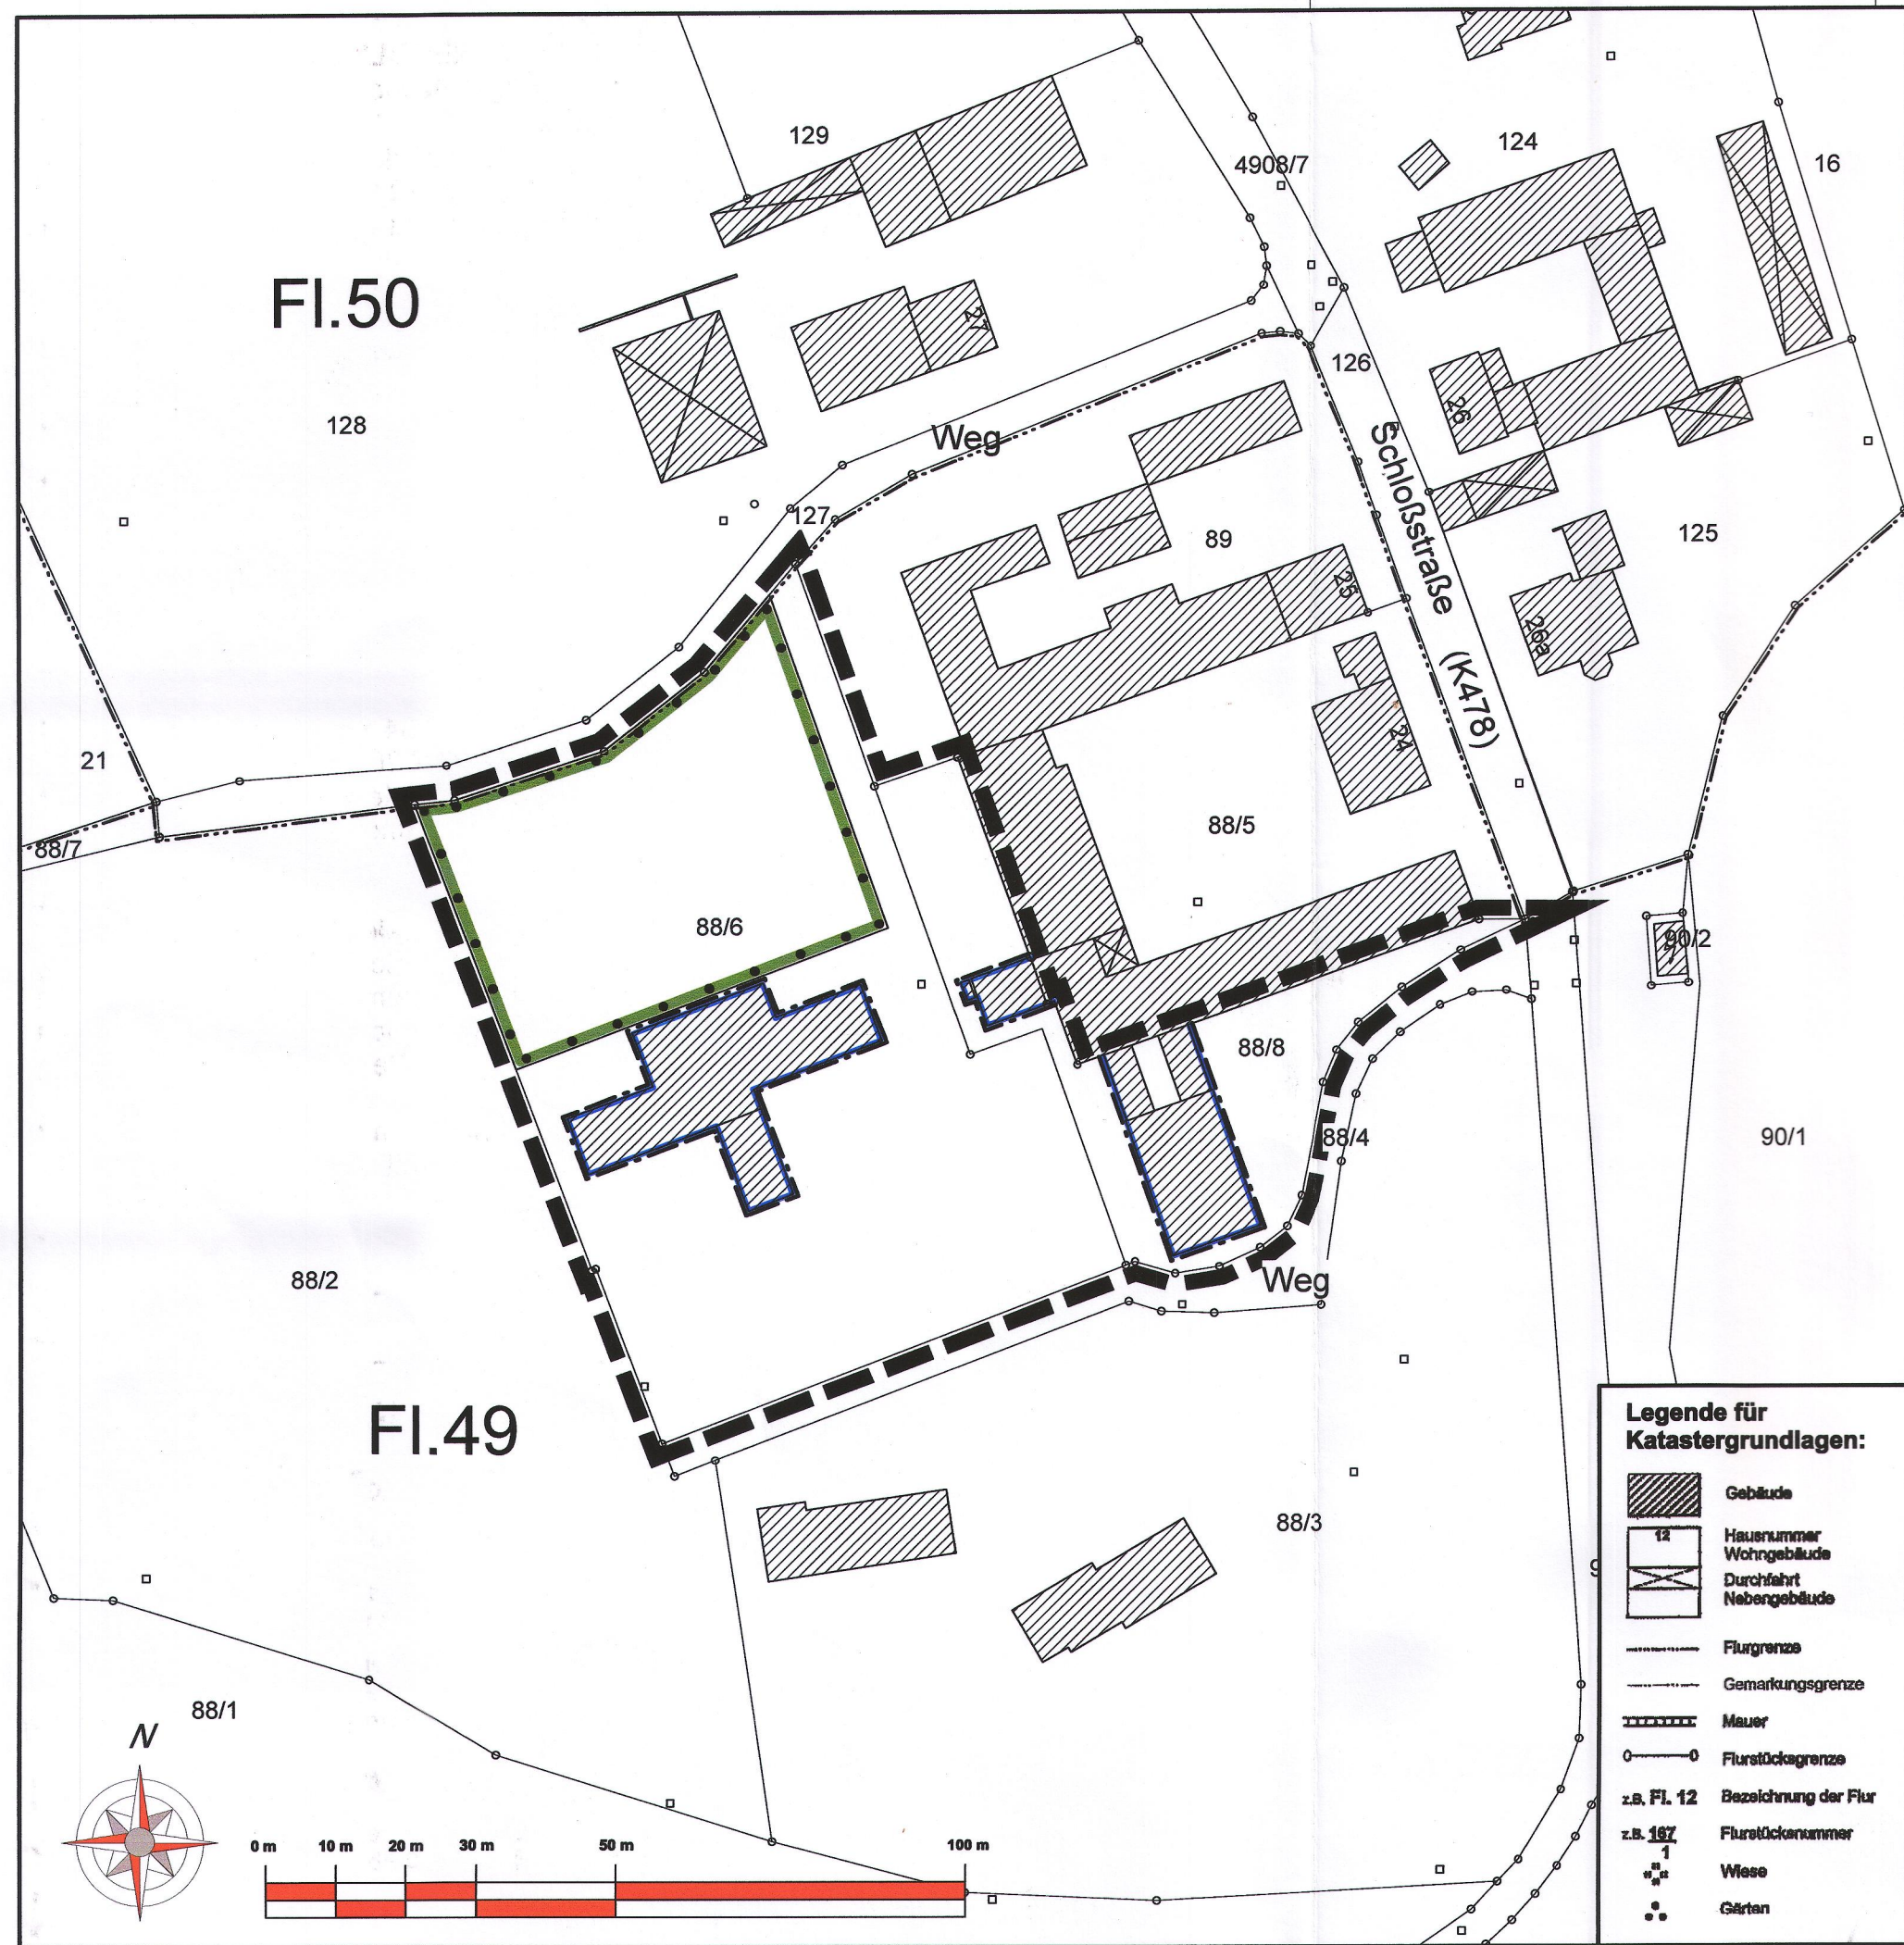 129
4908/7
124
16
Fl.50
27
126
26
128
Weg
Schloßstraße (K478)
127
89
125
25
26a
21
24
88/7
88/5
88/6
90/2
88/8
88/4
90/1
88/2
Weg
Fl.49
88/3
88/1
N
0 m 10 m 20 m 30 m 50 m 100 m
Legende für
Katastergrundlagen:
Gebäude
12 Hausnummer
Wohngebäude
Durchfahrt
Nebengebäude
Flurgrenze
Gemarkungsgrenze
Mauer
Flurstücksgrenze
z.B. Fl. 12 Bezeichnung der Flur
z.B. 167 Flurstücksnummer
1
Wiese
Gärten